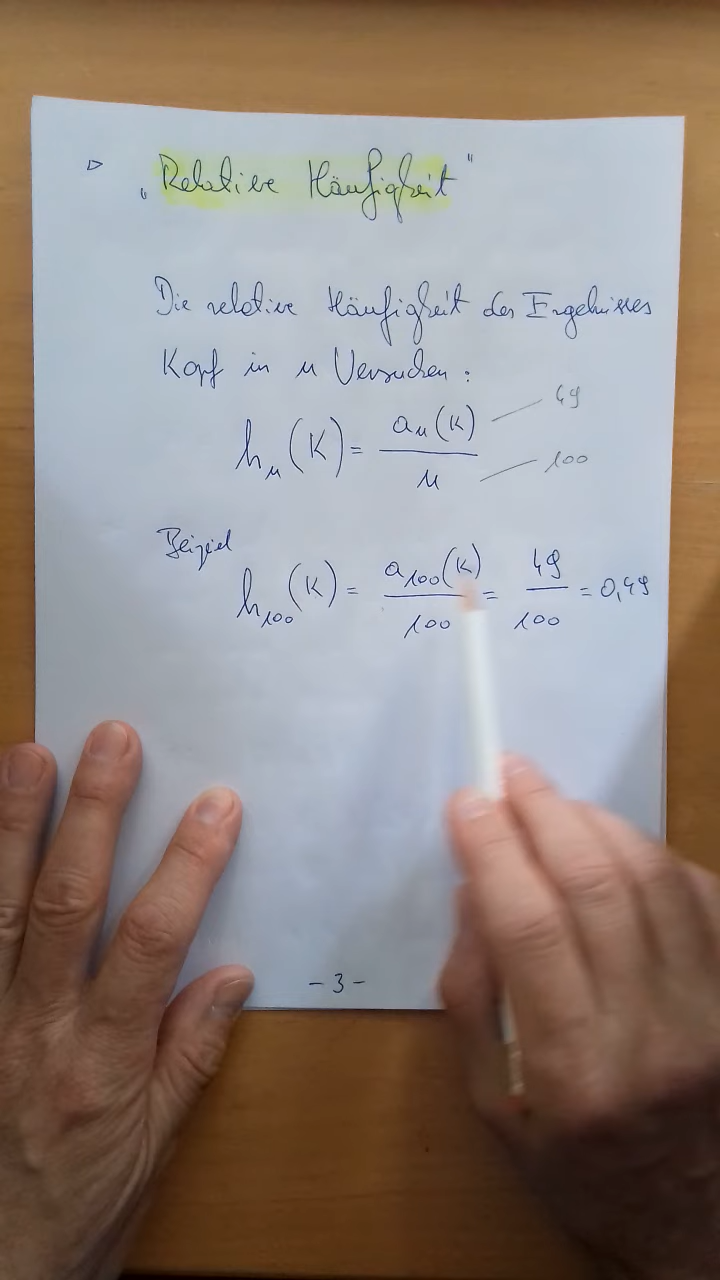 ▷ „Relative Häufigkeit"
Die relative Häufigkeit des Ergebnisses
Kopf in n Versuchen:
hₙ(K) = aₙ(K) / n
49
100
Beispiel
h₁₀₀(K) = a₁₀₀(K) / 100 = 49 / 100 = 0,49
- 3 -